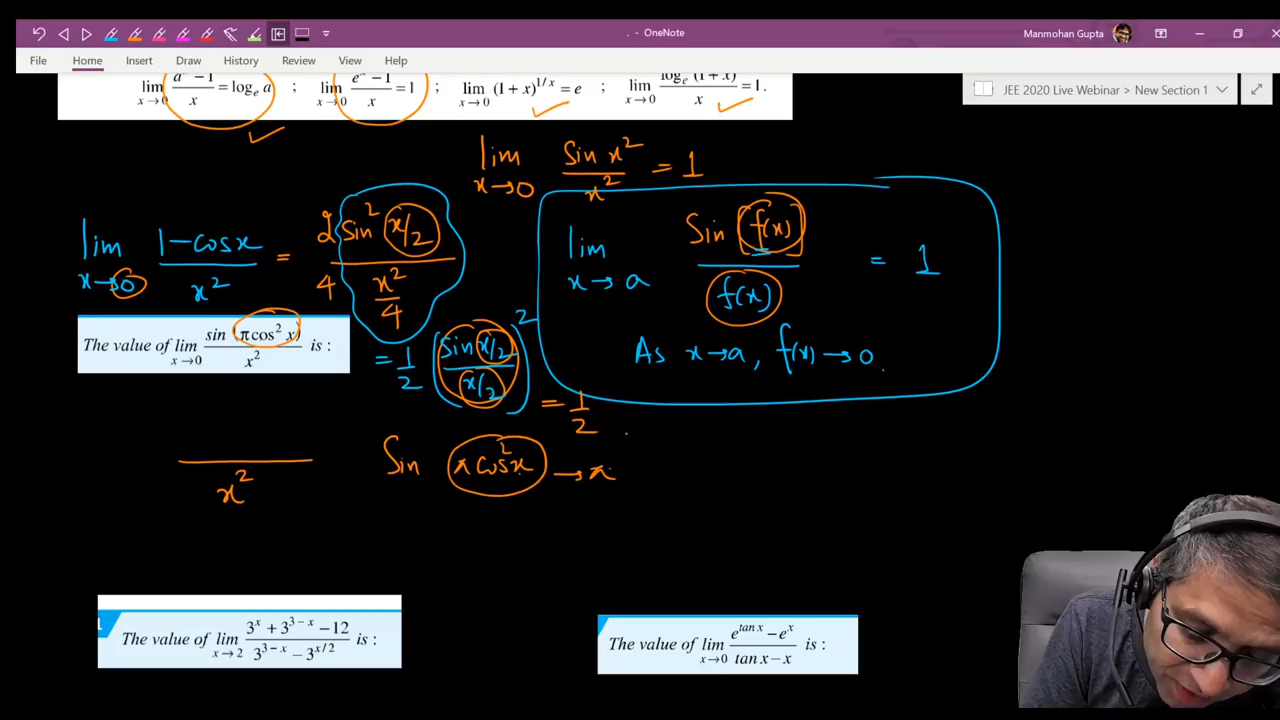 . - OneNote
Manmohan Gupta
File Home Insert Draw History Review View Help
JEE 2020 Live Webinar > New Section 1
lim x→0 (aˣ − 1)/x = logₑ a ; lim x→0 (eˣ − 1)/x = 1 ; lim x→0 (1 + x)^(1/x) = e ; lim x→0 logₑ (1 + x)/x = 1.
lim x→0 Sin x²/x² = 1
lim x→0 (1 − cos x)/x² = 2 sin² (x/2) / (4 x²/4)
= 1/2 (sin x/2 / (x/2))² = 1/2
lim x→a Sin f(x)/f(x) = 1
As x→a, f(x) → 0.
The value of lim x→0 sin (π cos² x)/x² is :
x²
Sin (π cos² x) → π
The value of lim x→2 (3ˣ + 3^(3−x) − 12)/(3^(3−x) − 3^(x/2)) is :
The value of lim x→0 (e^(tan x) − eˣ)/(tan x − x) is :